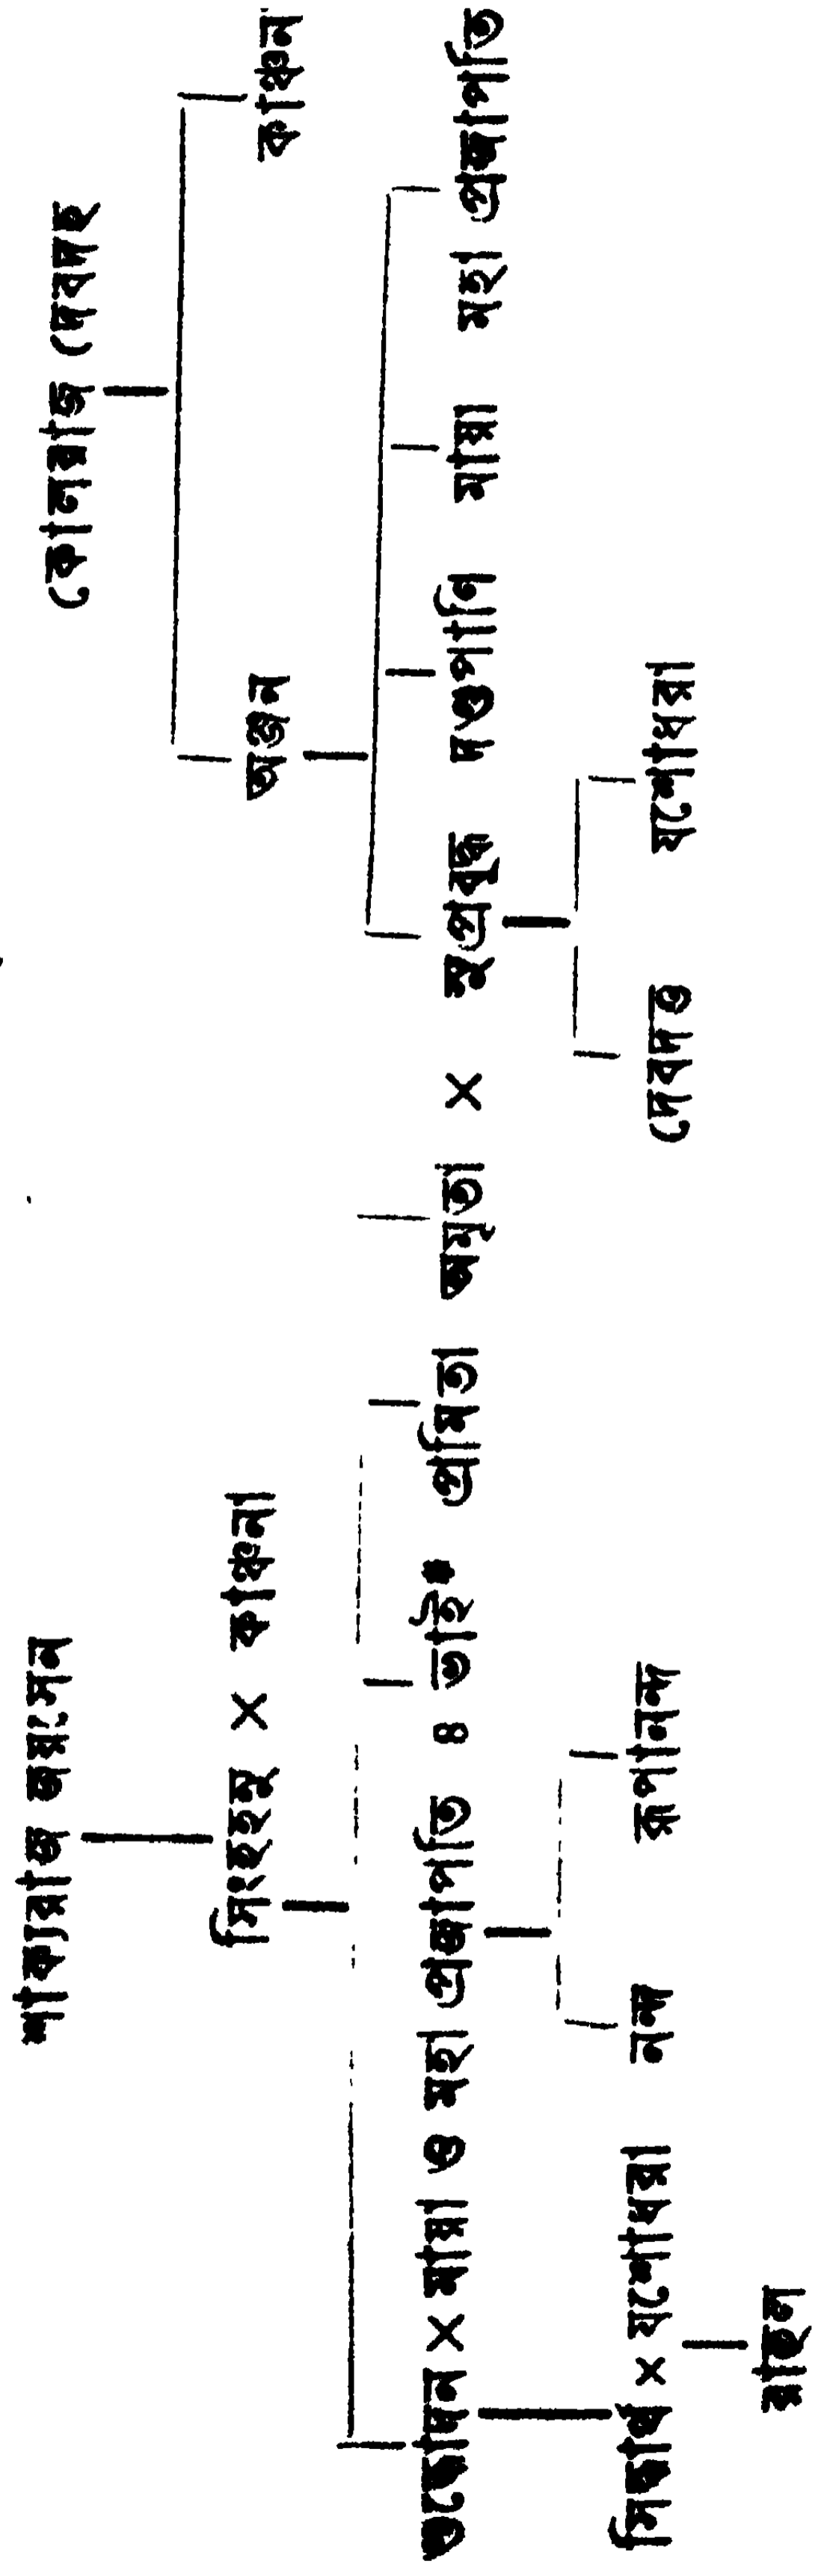 শাক্যরাজ জয়সেন
কোলরাজ দেবদহ
সিংহহনু × কাঞ্চনা
অঞ্জন
কাঞ্চন
শুদ্ধোদন × মায়া ও মহা প্রজাপতি ৪ ভাই* প্রমিতা অমৃতা × সুপ্রবুদ্ধ দণ্ডপাণি মায়া মহা প্রজাপতি
সিদ্ধার্থ × যশোধরা নন্দ রূপানন্দ দেবদত্ত যশোধরা
রাহুল